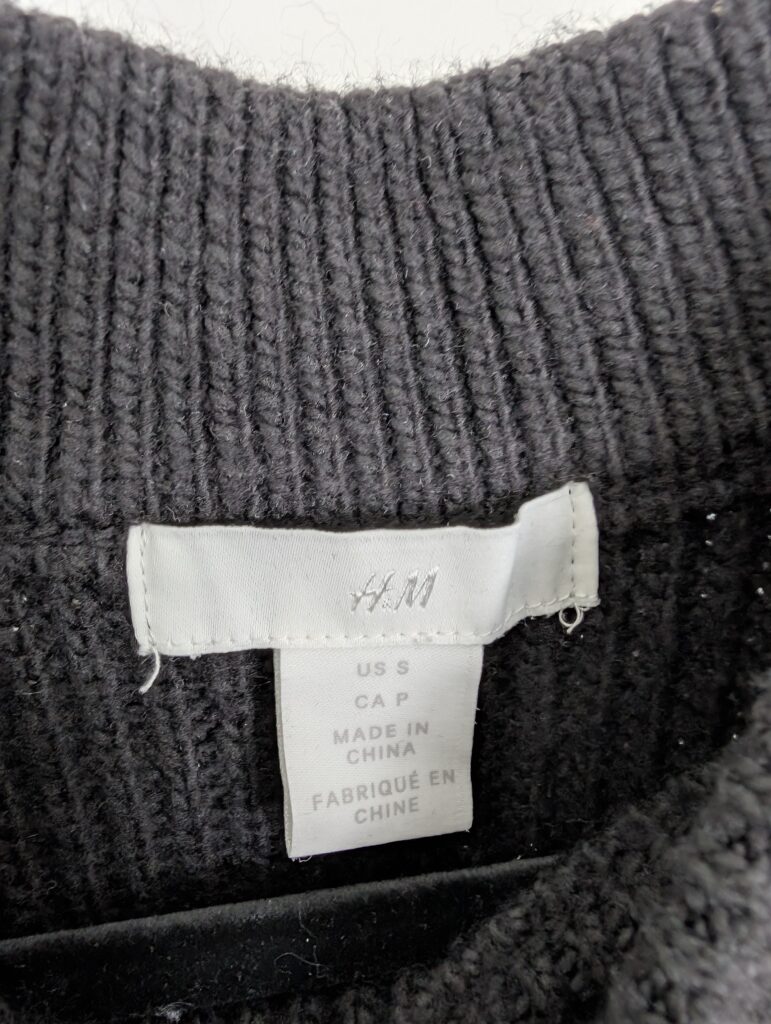 H&M
US S
CA P
MADE IN
CHINA
FABRIQUÉ EN
CHINE